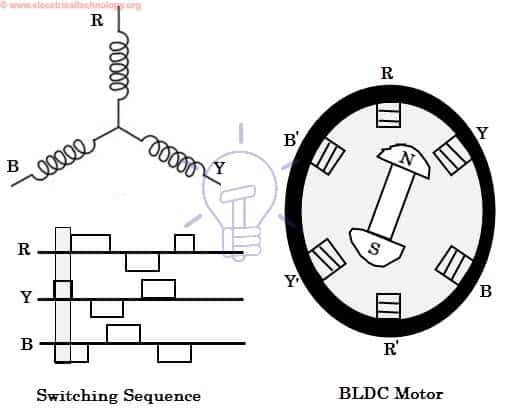 © www.electricaltechnology.org
R
B
Y
R
Y
B
Switching Sequence
R
B'
Y
N
S
Y'
B
R'
BLDC Motor